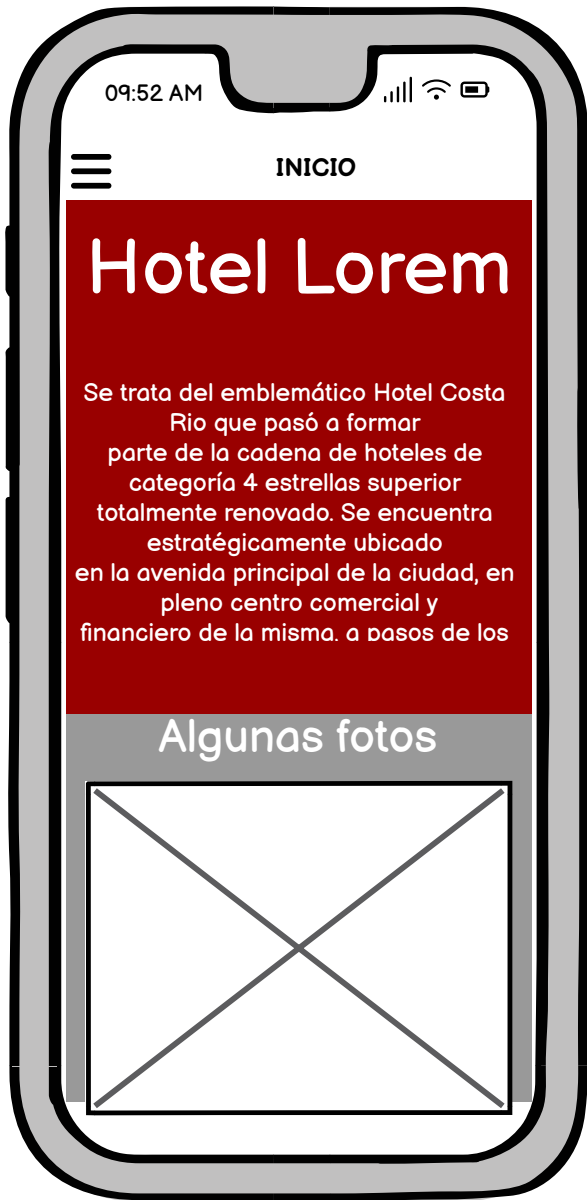 09:52 AM
INICIO
Hotel Lorem
Se trata del emblemático Hotel Costa
Rio que pasó a formar
parte de la cadena de hoteles de
categoría 4 estrellas superior
totalmente renovado. Se encuentra
estratégicamente ubicado
en la avenida principal de la ciudad, en
pleno centro comercial y
financiero de la misma, a pasos de los
Algunas fotos